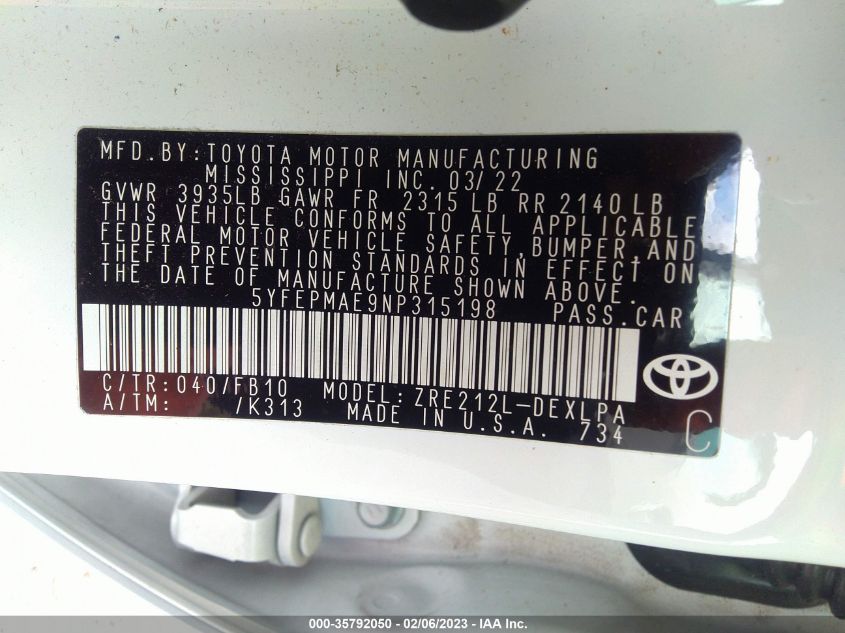 MFD.BY:TOYOTA MOTOR MANUFACTURING
MISSISSIPPI INC. 03/22
GVWR 3935LB GAWR FR 2315 LB RR 2140 LB
THIS VEHICLE CONFORMS TO ALL APPLICABLE
FEDERAL MOTOR VEHICLE SAFETY, BUMPER, AND
THEFT PREVENTION STANDARDS IN EFFECT ON
THE DATE OF MANUFACTURE SHOWN ABOVE.
5YFEPMAE9NP315198 PASS.CAR
C/TR:040/FB10 MODEL:ZRE212L-DEXLPA
A/TM: /K313 MADE IN U.S.A. 734
C
000-35792050 - 02/06/2023 - IAA Inc.